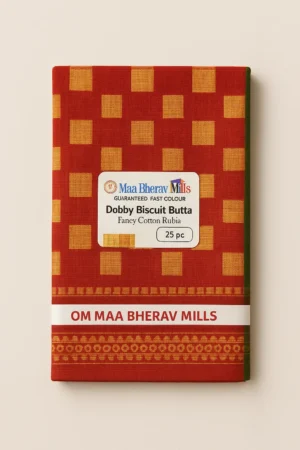 Maa Bherav Mills
GUARANTEED FAST COLOUR
Dobby Biscuit Butta
Fancy Cotton Rubia
25 pc
OM MAA BHERAV MILLS